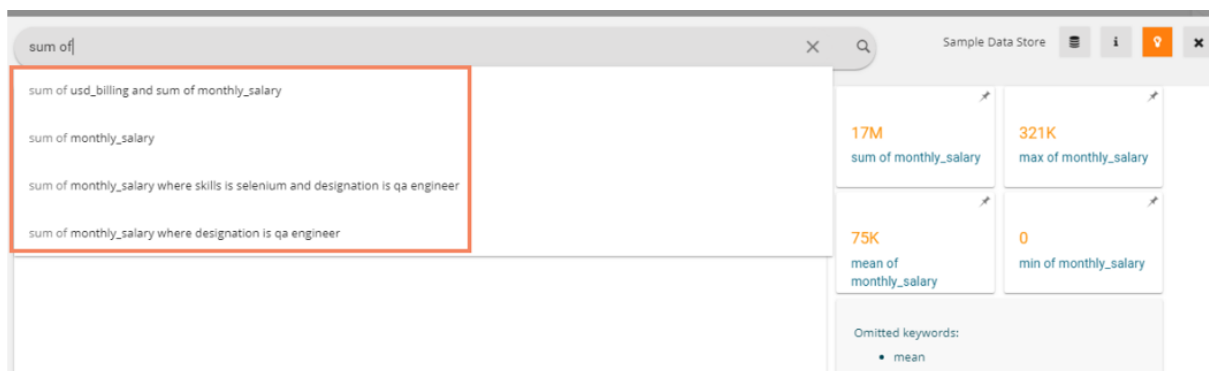 sum of
Sample Data Store
sum of usd_billing and sum of monthly_salary
sum of monthly_salary
sum of monthly_salary where skills is selenium and designation is qa engineer
sum of monthly_salary where designation is qa engineer
17M
sum of monthly_salary
321K
max of monthly_salary
75K
mean of
monthly_salary
0
min of monthly_salary
Omitted keywords:
• mean